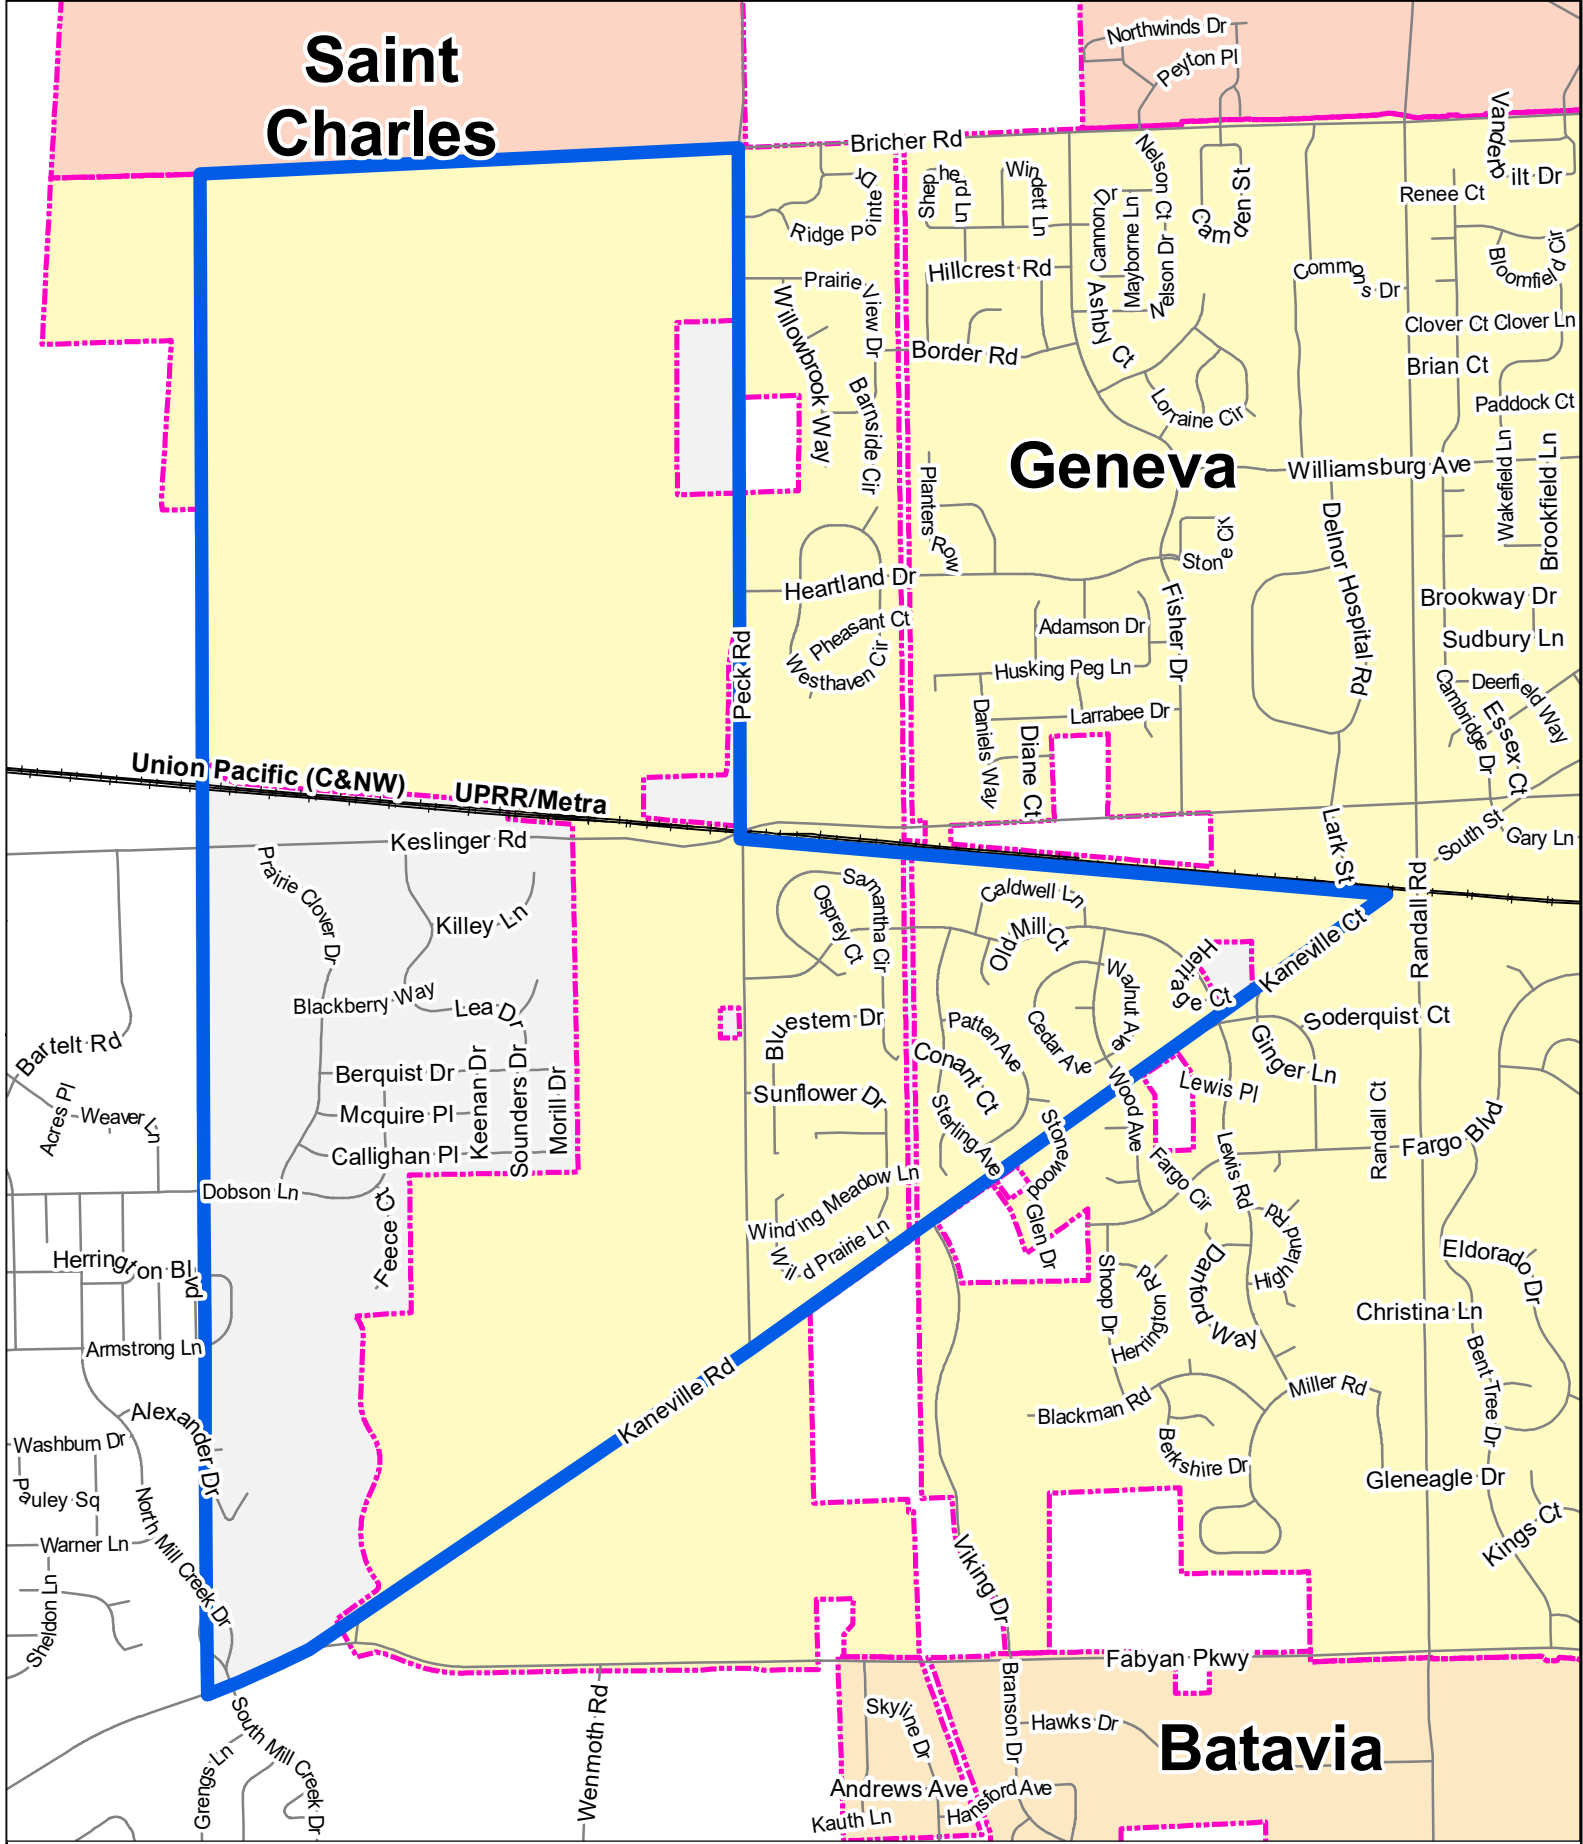 Saint
Charles
Northwinds Dr
Peyton Pl
Vanderbilt Dr
Bricher Rd
Ridge Pointe Dr
Shepherd Ln
Windett Ln
Nelson Ct
Cannon Dr
Mayborne Ln
Nelson Dr
Camden St
Renee Ct
Bloomfield Cir
Hillcrest Rd
Commons Dr
Prairie View Dr
Willowbrook Way
Ashby Ct
Clover Ct
Clover Ln
Border Rd
Brian Ct
Barnside Cir
Lorraine Cir
Paddock Ct
Geneva
Williamsburg Ave
Wakefield Ln
Brookfield Ln
Planters Row
Delnor Hospital Rd
Stone Cir
Heartland Dr
Fisher Dr
Brookway Dr
Pheasant Ct
Adamson Dr
Sudbury Ln
Westhaven Cir
Husking Peg Ln
Peck Rd
Cambridge Dr
Deerfield Way
Essex Ct
Daniels Way
Larrabee Dr
Diane Ct
Union Pacific (C&NW)
UPRR/Metra
Keslinger Rd
Lark St
South St
Gary Ln
Prairie Clover Dr
Killey Ln
Samantha Cir
Osprey Ct
Caldwell Ln
Old Mill Ct
Randall Rd
Kaneville Ct
Heritage Ct
Walnut Ave
Blackberry Way
Lea Dr
Bluestem Dr
Patten Ave
Cedar Ave
Soderquist Ct
Ginger Ln
Bartelt Rd
Conant Ct
Berquist Dr
Keenan Dr
Sounders Dr
Morill Dr
Acres Pl
Weaver Ln
Mcquire Pl
Sunflower Dr
Sterling Ave
Wood Ave
Lewis Pl
Randall Ct
Fargo Blvd
Callighan Pl
Stonewood
Glen Dr
Fargo Cir
Lewis Rd
Dobson Ln
Feece Ct
Winding Meadow Ln
Wild Prairie Ln
Highland Rd
Herrington Blvd
Shoop Dr
Herrington Rd
Danford Way
Eldorado Dr
Christina Ln
Armstrong Ln
Bent Tree Dr
Kaneville Rd
Miller Rd
Alexander Dr
Blackman Rd
Washburn Dr
Berkshire Dr
Pauley Sq
Gleneagle Dr
North Mill Creek Dr
Warner Ln
Kings Ct
Viking Dr
Sheldon Ln
Fabyan Pkwy
South Mill Creek Dr
Grengs Ln
Wenmoth Rd
Skyline Dr
Branson Dr
Hawks Dr
Batavia
Andrews Ave
Hansford Ave
Kauth Ln